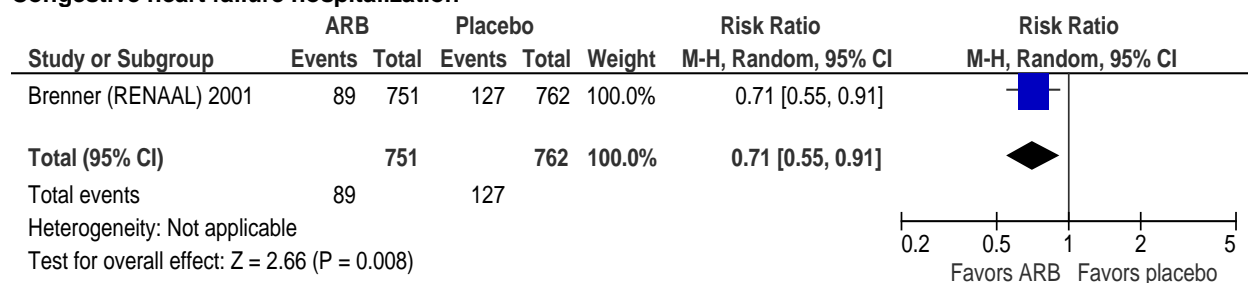 Congestive heart failure hospitalization
ARB Placebo Risk Ratio Risk Ratio
Study or Subgroup Events Total Events Total Weight M-H, Random, 95% CI M-H, Random, 95% CI
Brenner (RENAAL) 2001 89 751 127 762 100.0% 0.71 [0.55, 0.91]
Total (95% CI) 751 762 100.0% 0.71 [0.55, 0.91]
Total events 89 127
Heterogeneity: Not applicable
Test for overall effect: Z = 2.66 (P = 0.008)
0.2 0.5 1 2 5
Favors ARB Favors placebo